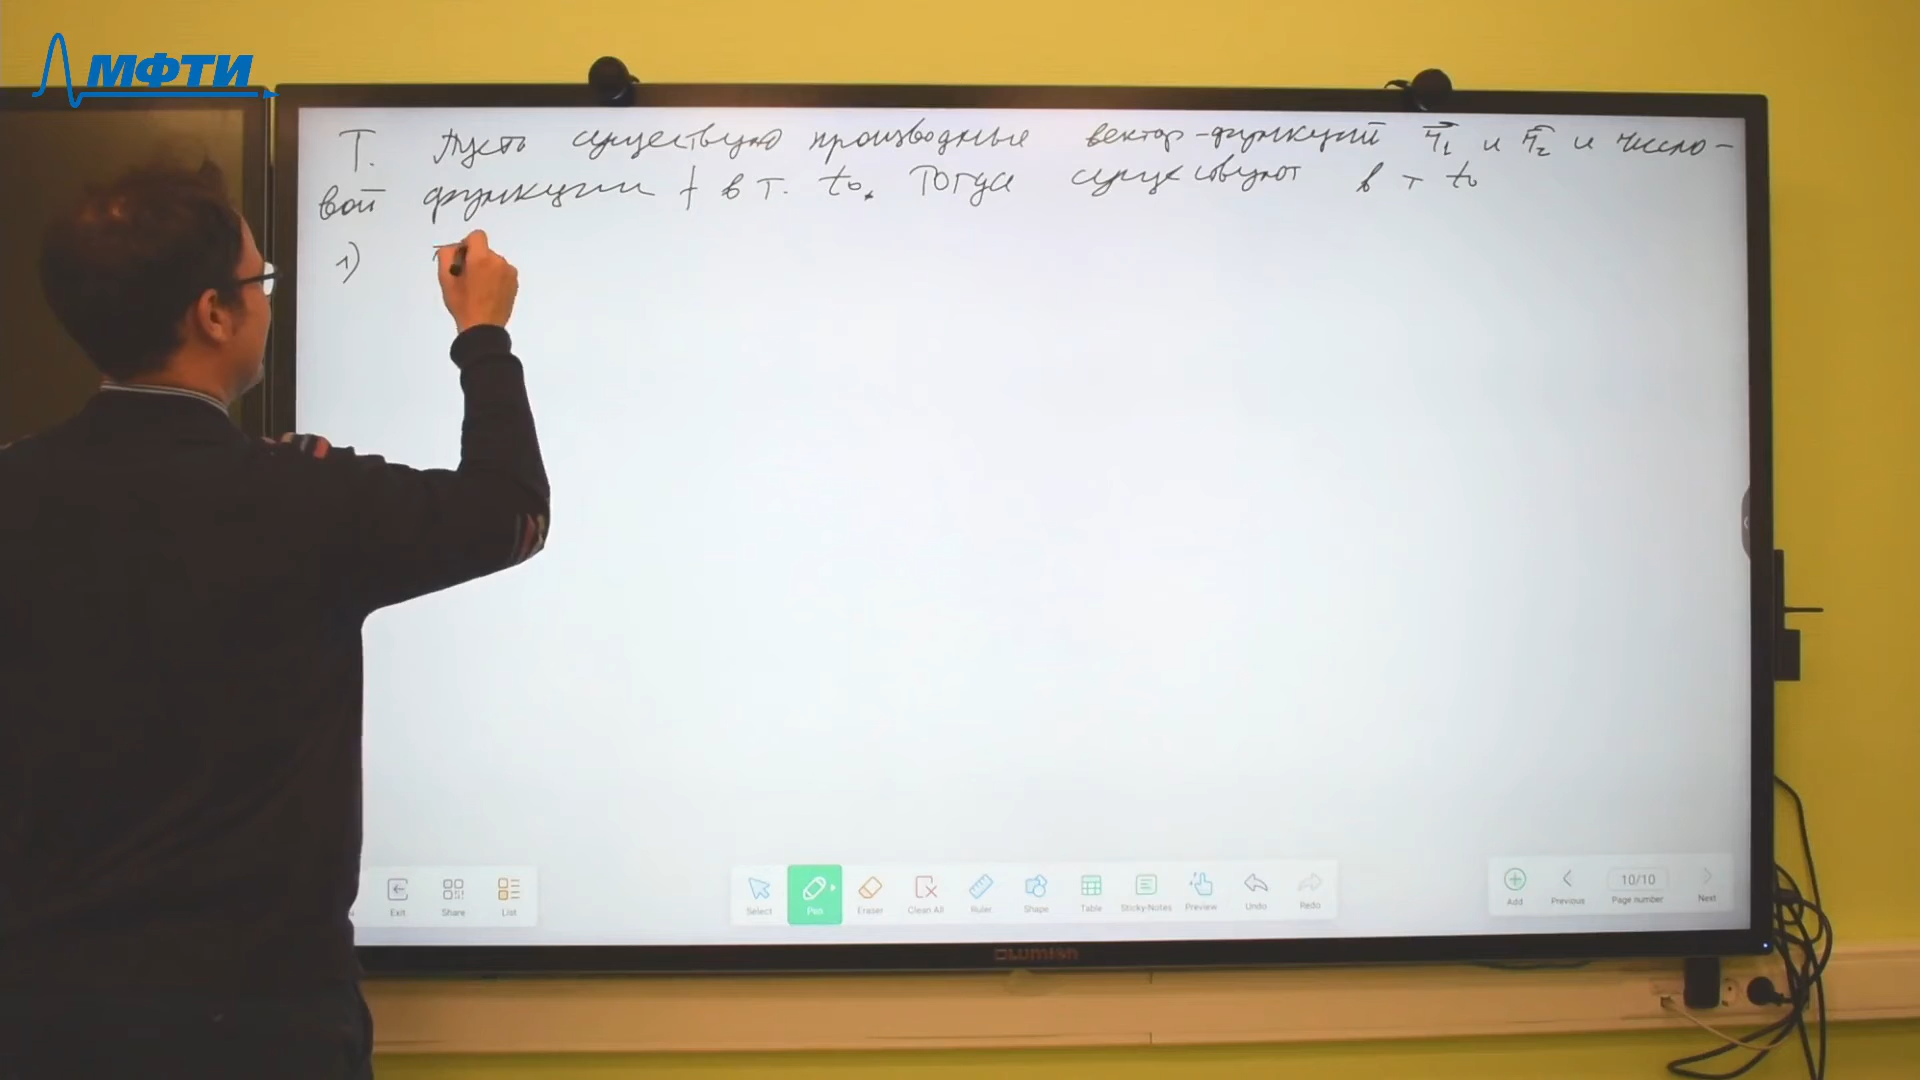 МФТИ
Т. Пусть существуют производные вектор-функций r⃗₁ и r⃗₂ и число-
вой функции f в т. t₀. Тогда существуют в т t₀
1)
Exit Share List
Select Pen Eraser Clean All Ruler Shape Table Sticky-Notes Preview Undo Redo
Add Previous 10/10 Page number Next
LUMIEN